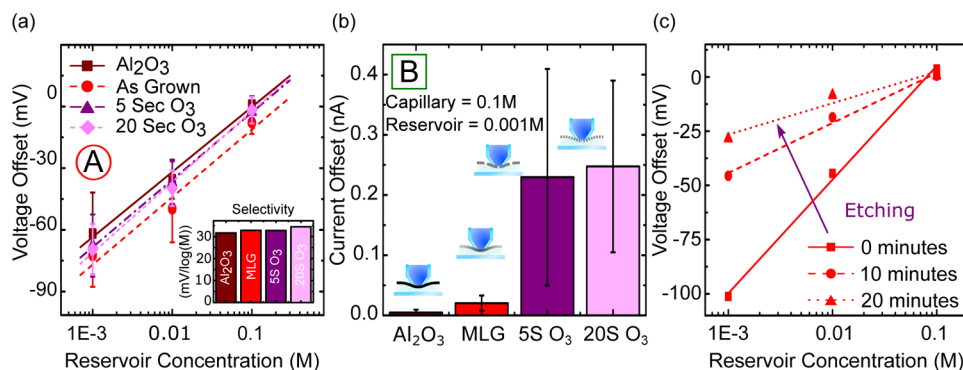 (a)
Al₂O₃
As Grown
5 Sec O₃
20 Sec O₃
A
Voltage Offset (mV)
0
-30
-60
-90
1E-3
0.01
0.1
Reservoir Concentration (M)
Selectivity
(mV/log(M))
30
20
10
0
Al₂O₃
MLG
5S O₃
20S O₃
(b)
B
Capillary = 0.1M
Reservoir = 0.001M
Current Offset (nA)
0.4
0.3
0.2
0.1
0.0
Al₂O₃
MLG
5S O₃
20S O₃
(c)
Voltage Offset (mV)
0
-25
-50
-75
-100
Etching
0 minutes
10 minutes
20 minutes
1E-3
0.01
0.1
Reservoir Concentration (M)